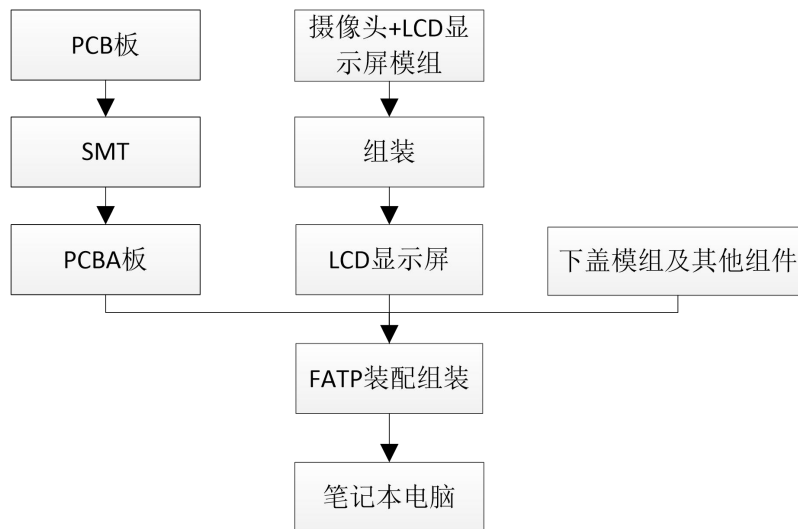 PCB板
摄像头+LCD显
示屏模组
SMT
组装
PCBA板
LCD显示屏
下盖模组及其他组件
FATP装配组装
笔记本电脑